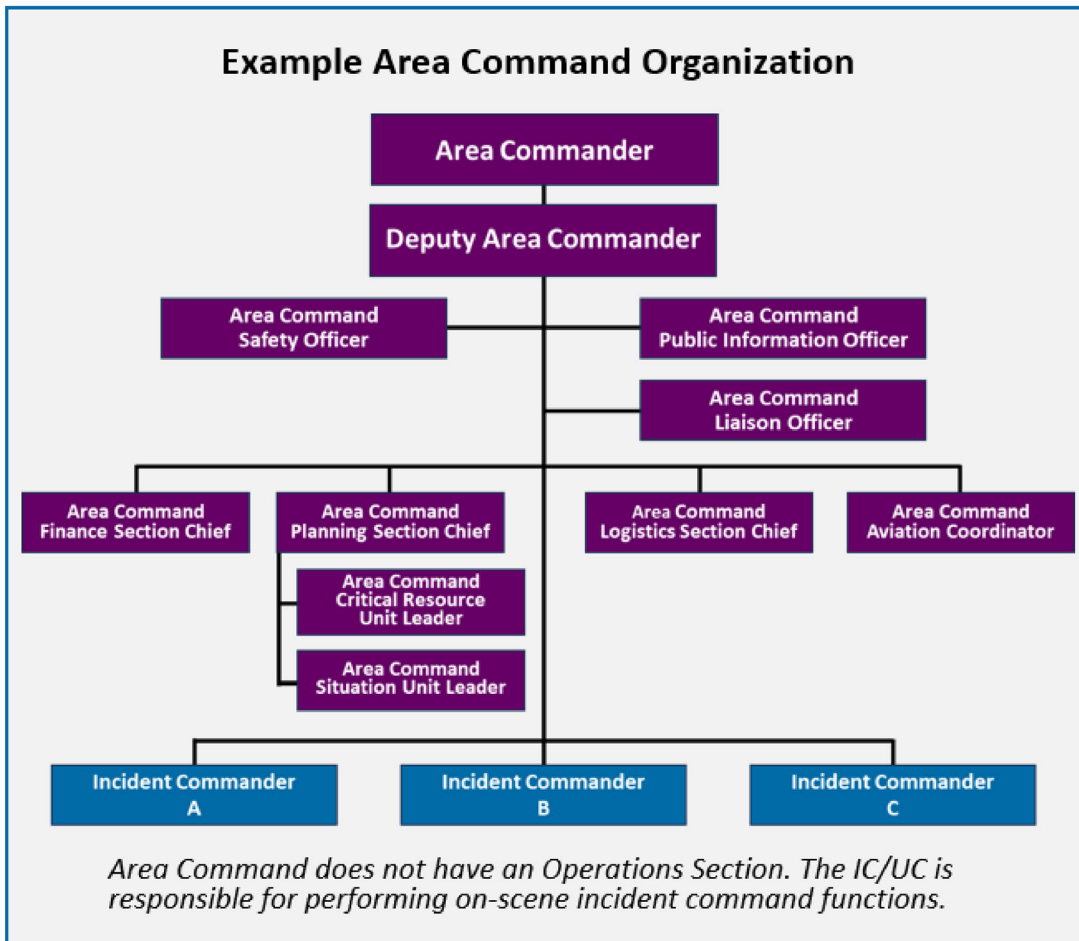 Example Area Command Organization
Area Commander
Deputy Area Commander
Area Command
Safety Officer
Area Command
Public Information Officer
Area Command
Liaison Officer
Area Command
Finance Section Chief
Area Command
Planning Section Chief
Area Command
Logistics Section Chief
Area Command
Aviation Coordinator
Area Command
Critical Resource
Unit Leader
Area Command
Situation Unit Leader
Incident Commander
A
Incident Commander
B
Incident Commander
C
Area Command does not have an Operations Section. The IC/UC is
responsible for performing on-scene incident command functions.